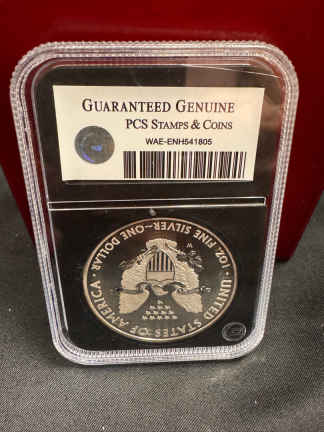 GUARANTEED GENUINE
PCS STAMPS & COINS
WAE-ENH541805
UNITED STATES OF AMERICA
1 OZ. FINE SILVER~ONE DOLLAR
W